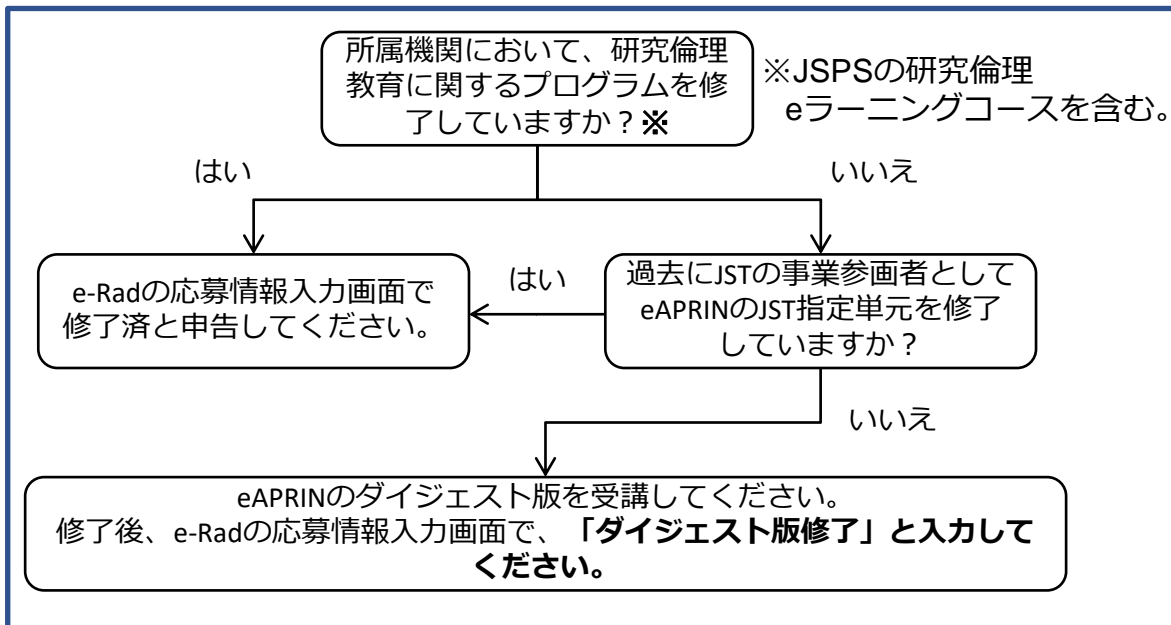 所属機関において、研究倫理
教育に関するプログラムを修
了していますか？※
※JSPSの研究倫理
eラーニングコースを含む。
はい
いいえ
e-Radの応募情報入力画面で
修了済と申告してください。
はい
過去にJSTの事業参画者として
eAPRINのJST指定単元を修了
していますか？
いいえ
eAPRINのダイジェスト版を受講してください。
修了後、e-Radの応募情報入力画面で、「ダイジェスト版修了」と入力して
ください。